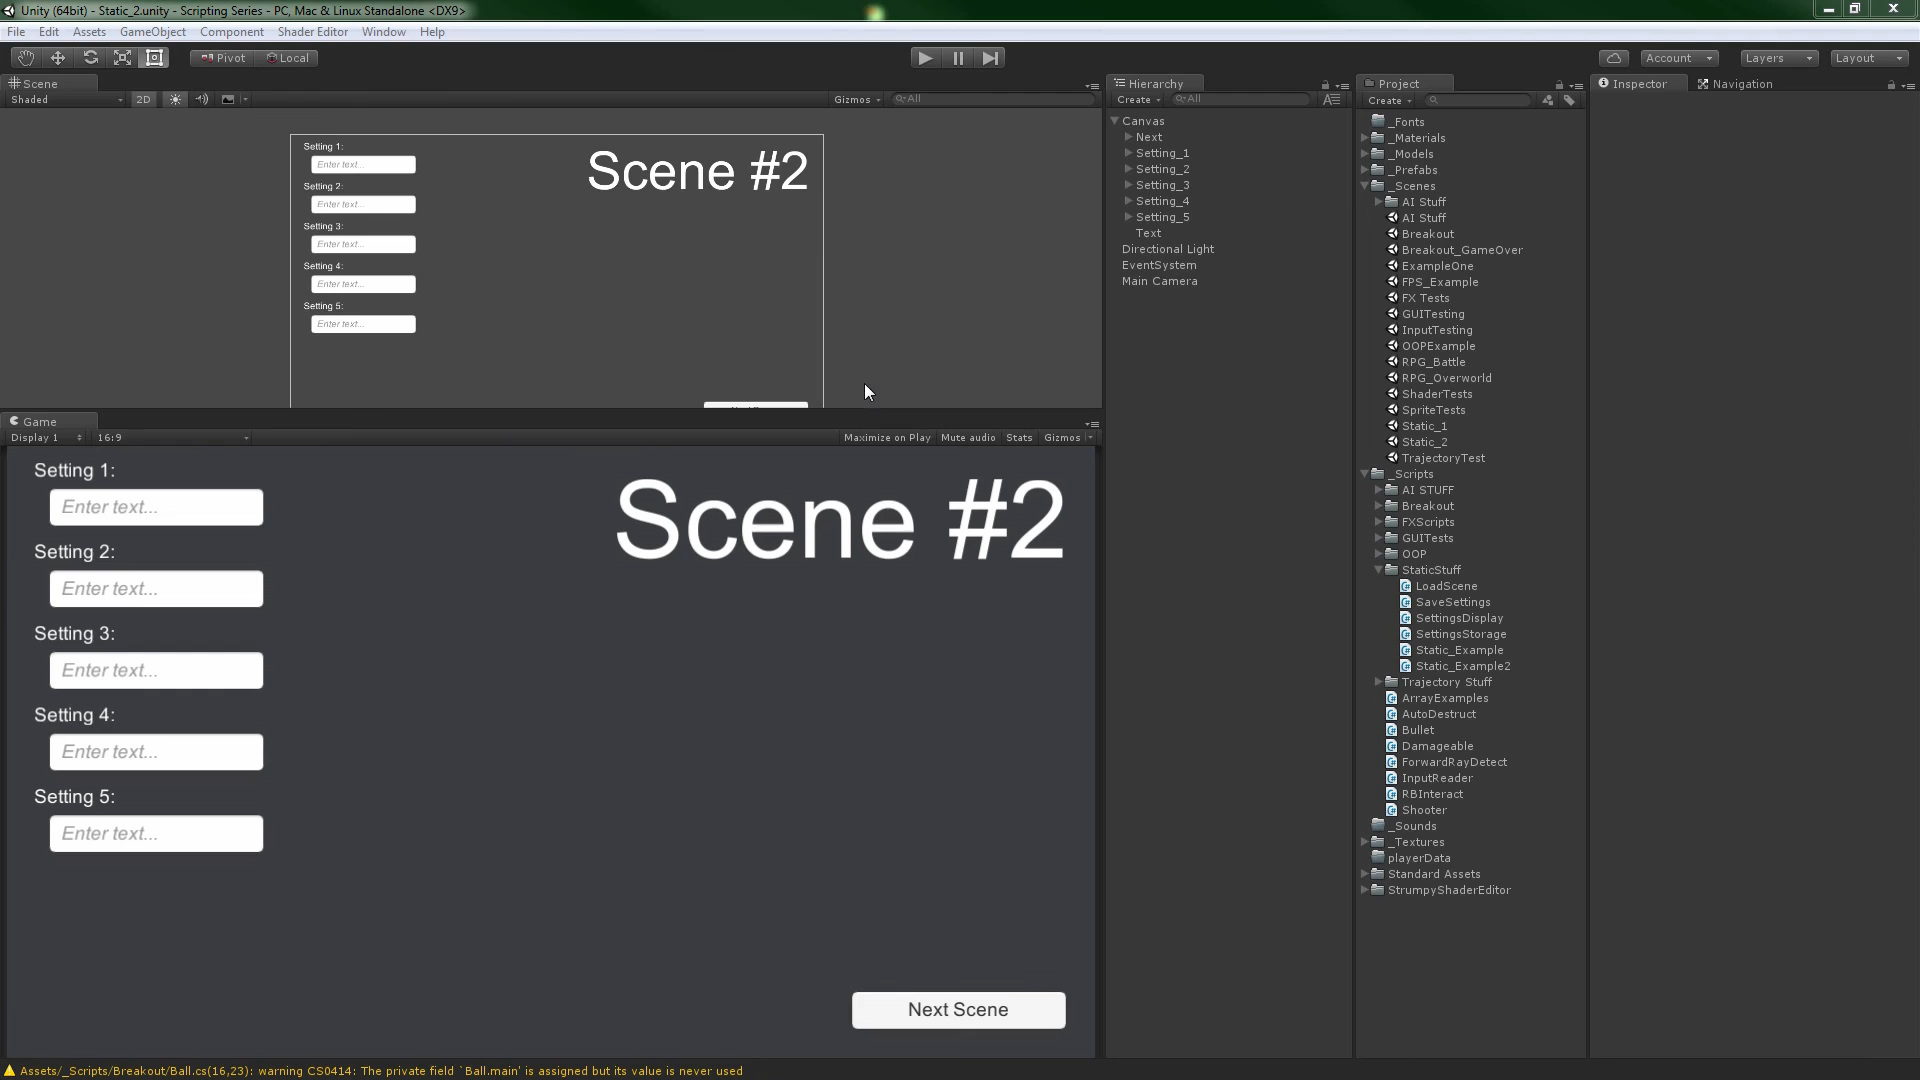 Unity (64bit) - Static_2.unity - Scripting Series - PC, Mac & Linux Standalone <DX9>
File Edit Assets GameObject Component Shader Editor Window Help
Pivot Local
Account Layers Layout
Scene
Shaded 2D Gizmos All
Setting 1:
Enter text...
Setting 2:
Enter text...
Setting 3:
Enter text...
Setting 4:
Enter text...
Setting 5:
Enter text...
Scene #2
Game
Display 1 16:9 Maximize on Play Mute audio Stats Gizmos
Setting 1:
Enter text...
Setting 2:
Enter text...
Setting 3:
Enter text...
Setting 4:
Enter text...
Setting 5:
Enter text...
Scene #2
Next Scene
Hierarchy
Create All
Canvas
Next
Setting_1
Setting_2
Setting_3
Setting_4
Setting_5
Text
Directional Light
EventSystem
Main Camera
Project
Create
_Fonts
_Materials
_Models
_Prefabs
_Scenes
AI Stuff
AI Stuff
Breakout
Breakout_GameOver
ExampleOne
FPS_Example
FX Tests
GUITesting
InputTesting
OOPExample
RPG_Battle
RPG_Overworld
ShaderTests
SpriteTests
Static_1
Static_2
TrajectoryTest
_Scripts
AI STUFF
Breakout
FXScripts
GUITests
OOP
StaticStuff
LoadScene
SaveSettings
SettingsDisplay
SettingsStorage
Static_Example
Static_Example2
Trajectory Stuff
ArrayExamples
AutoDestruct
Bullet
Damageable
ForwardRayDetect
InputReader
RBInteract
Shooter
_Sounds
_Textures
playerData
Standard Assets
StrumpyShaderEditor
Inspector Navigation
Assets/_Scripts/Breakout/Ball.cs(16,23): warning CS0414: The private field `Ball.main' is assigned but its value is never used